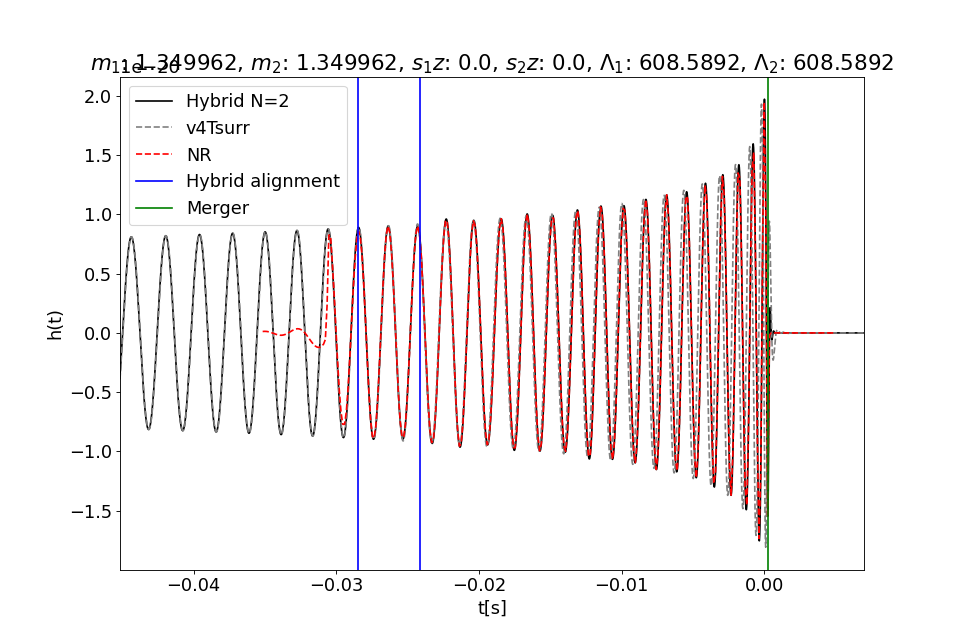 m₁: 1.349962, m₂: 1.349962, s₁z: 0.0, s₂z: 0.0, Λ₁: 608.5892, Λ₂: 608.5892
1e−20
2.0
1.5
1.0
0.5
0.0
−0.5
−1.0
−1.5
h(t)
Hybrid N=2
v4Tsurr
NR
Hybrid alignment
Merger
−0.04
−0.03
−0.02
−0.01
0.00
t[s]